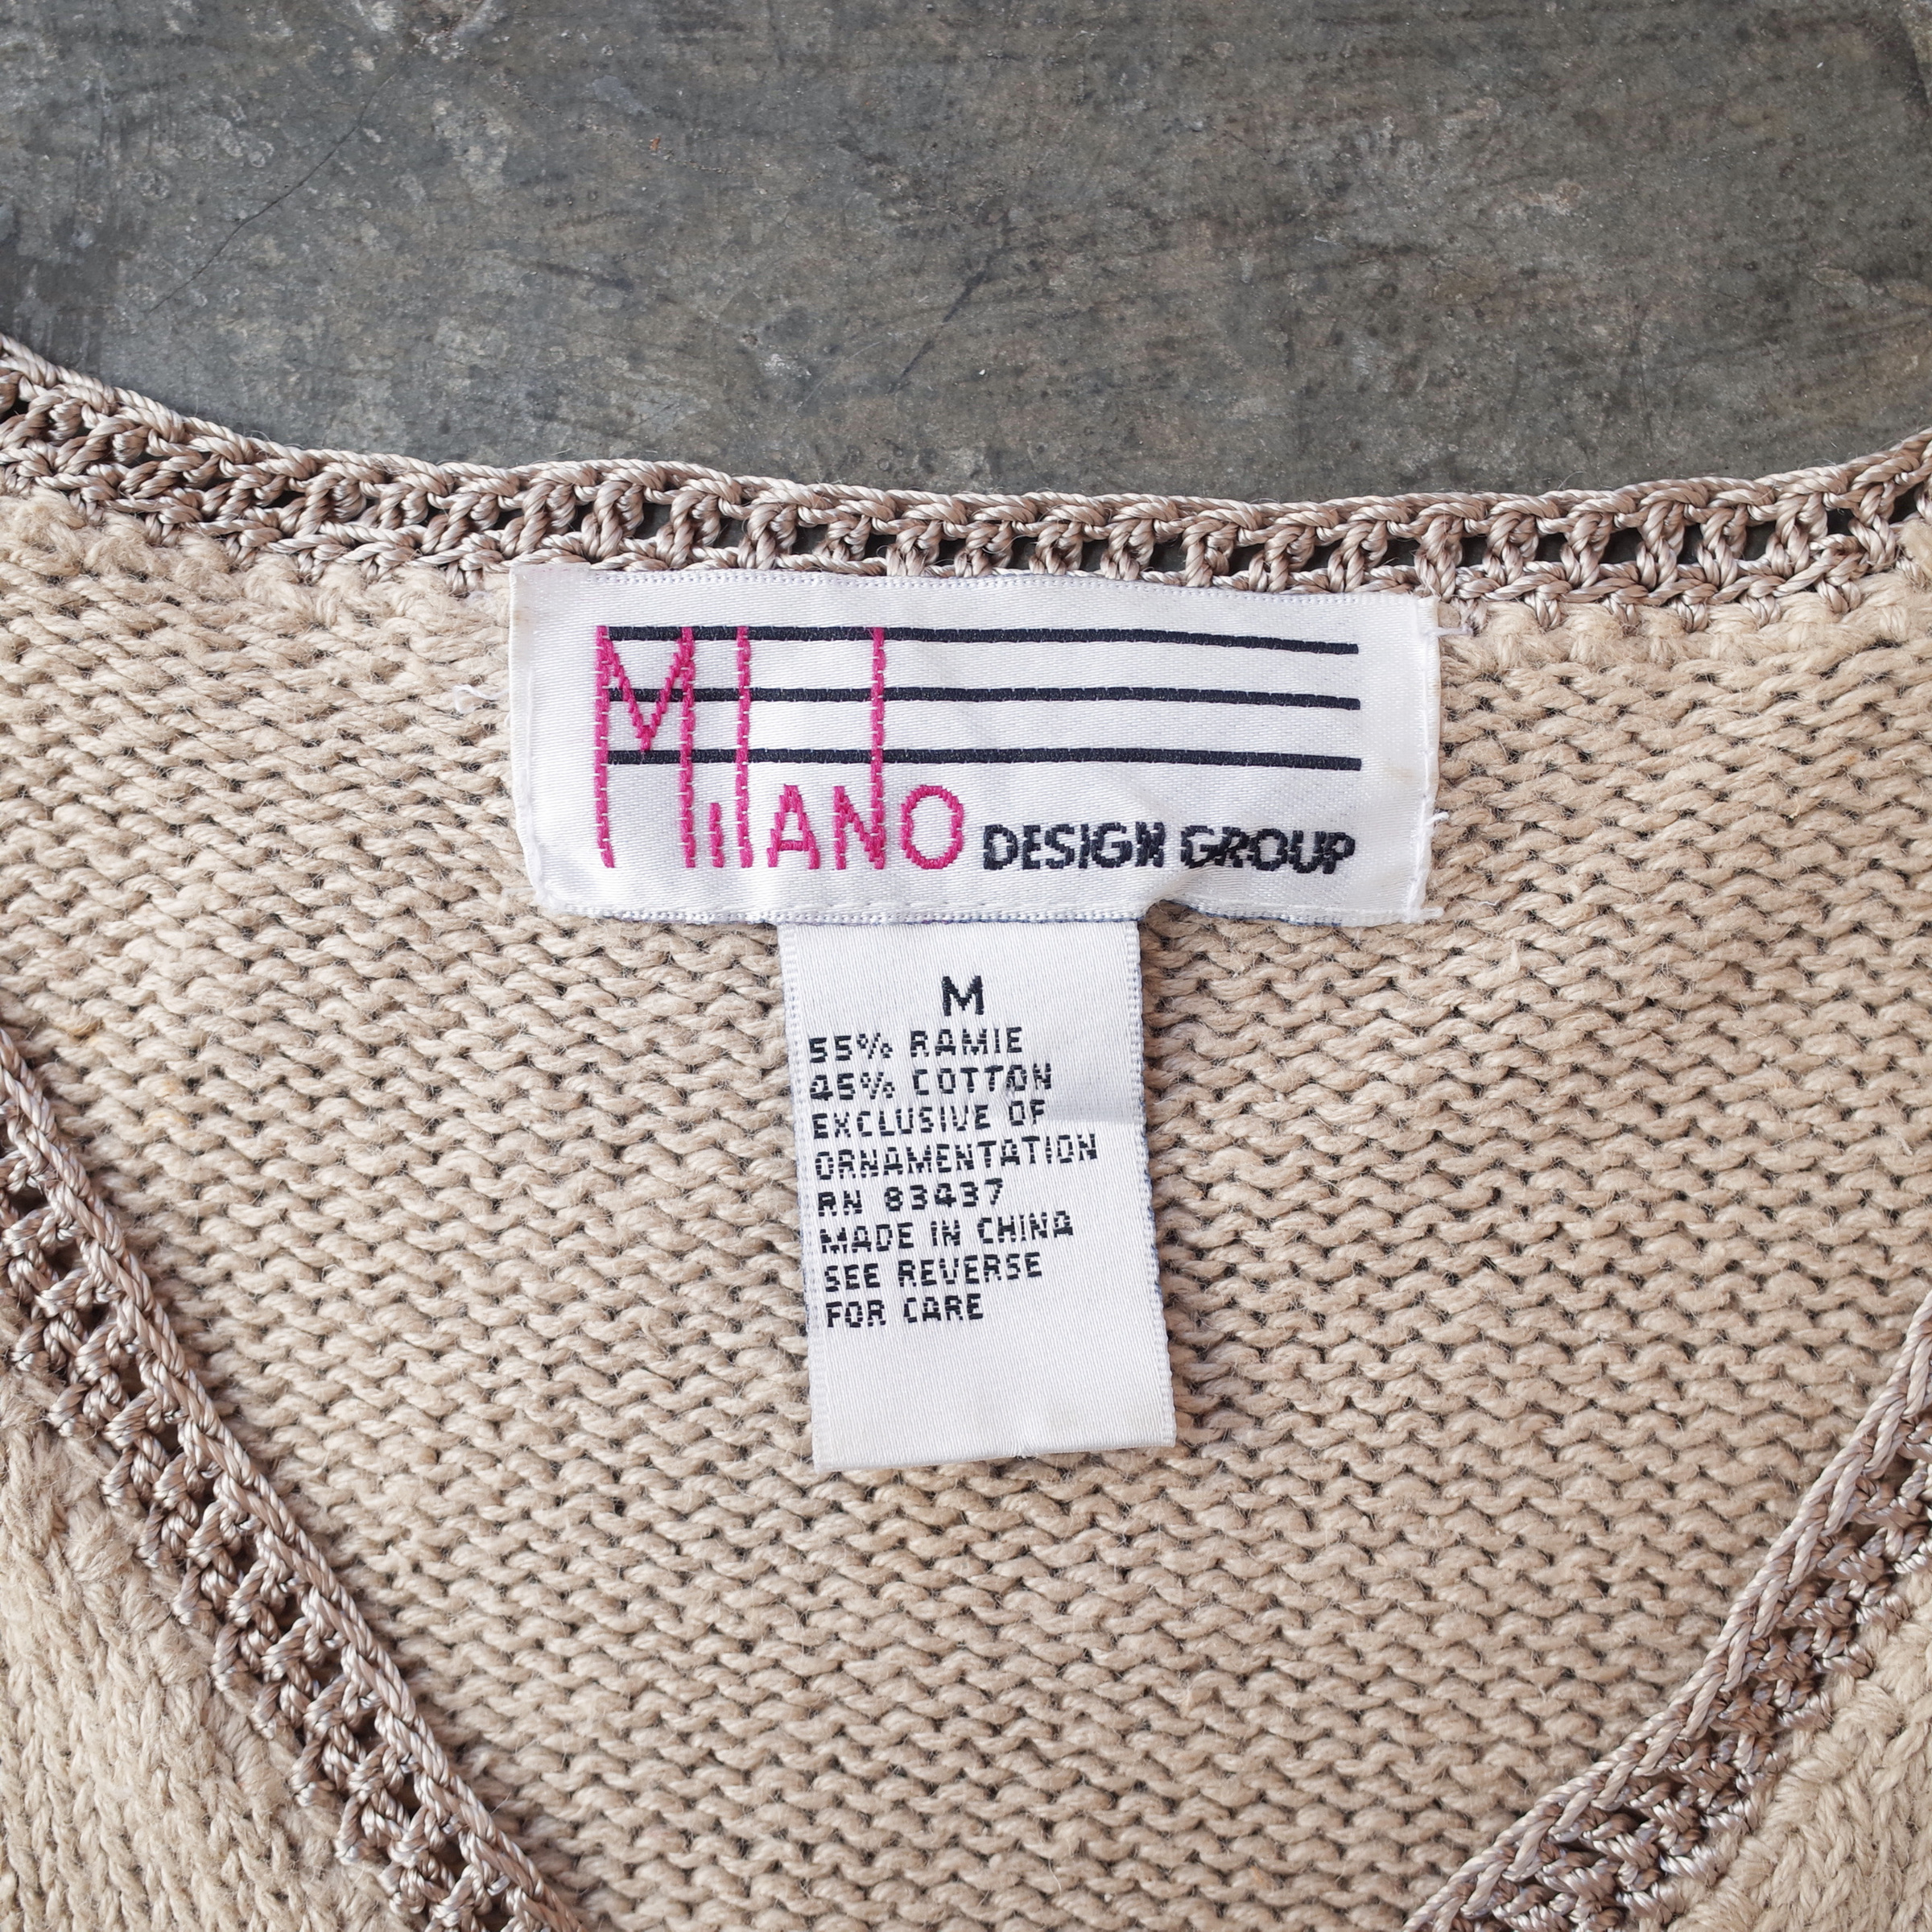 MilANO DESIGN GROUP
M
55% RAMIE
45% COTTON
EXCLUSIVE OF
ORNAMENTATION
RN 83437
MADE IN CHINA
SEE REVERSE
FOR CARE